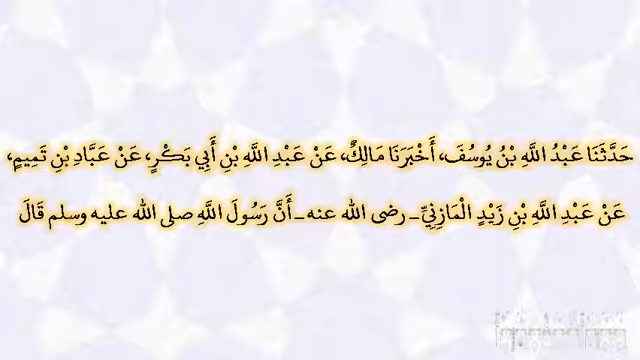 حَدَّثَنَا عَبْدُ اللَّهِ بْنُ يُوسُفَ، أَخْبَرَنَا مَالِكٌ، عَنْ عَبْدِ اللَّهِ بْنِ أَبِي بَكْرٍ، عَنْ عَبَّادِ بْنِ تَمِيمٍ،
عَنْ عَبْدِ اللَّهِ بْنِ زَيْدٍ الْمَازِنِيِّ ـ رضى الله عنه ـ أَنَّ رَسُولَ اللَّهِ صلى الله عليه وسلم قَالَ